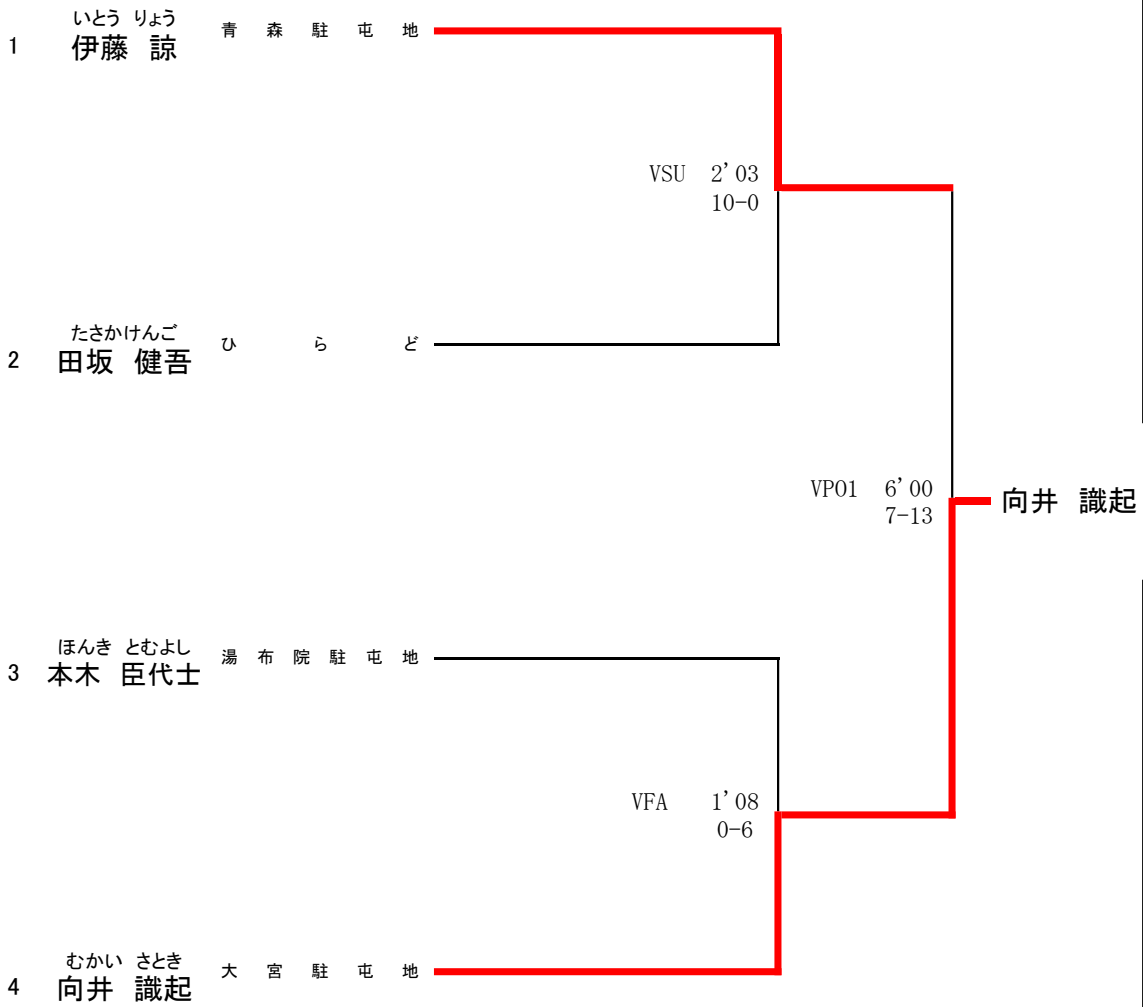 いとう りょう
1 伊藤 諒 青森駐屯地
VSU 2'03
10-0
たさかけんご
2 田坂 健吾 ひらど
VPO1 6'00
7-13
向井 識起
ほんき とむよし
3 本木 臣代士 湯布院駐屯地
VFA 1'08
0-6
むかい さとき
4 向井 識起 大宮駐屯地